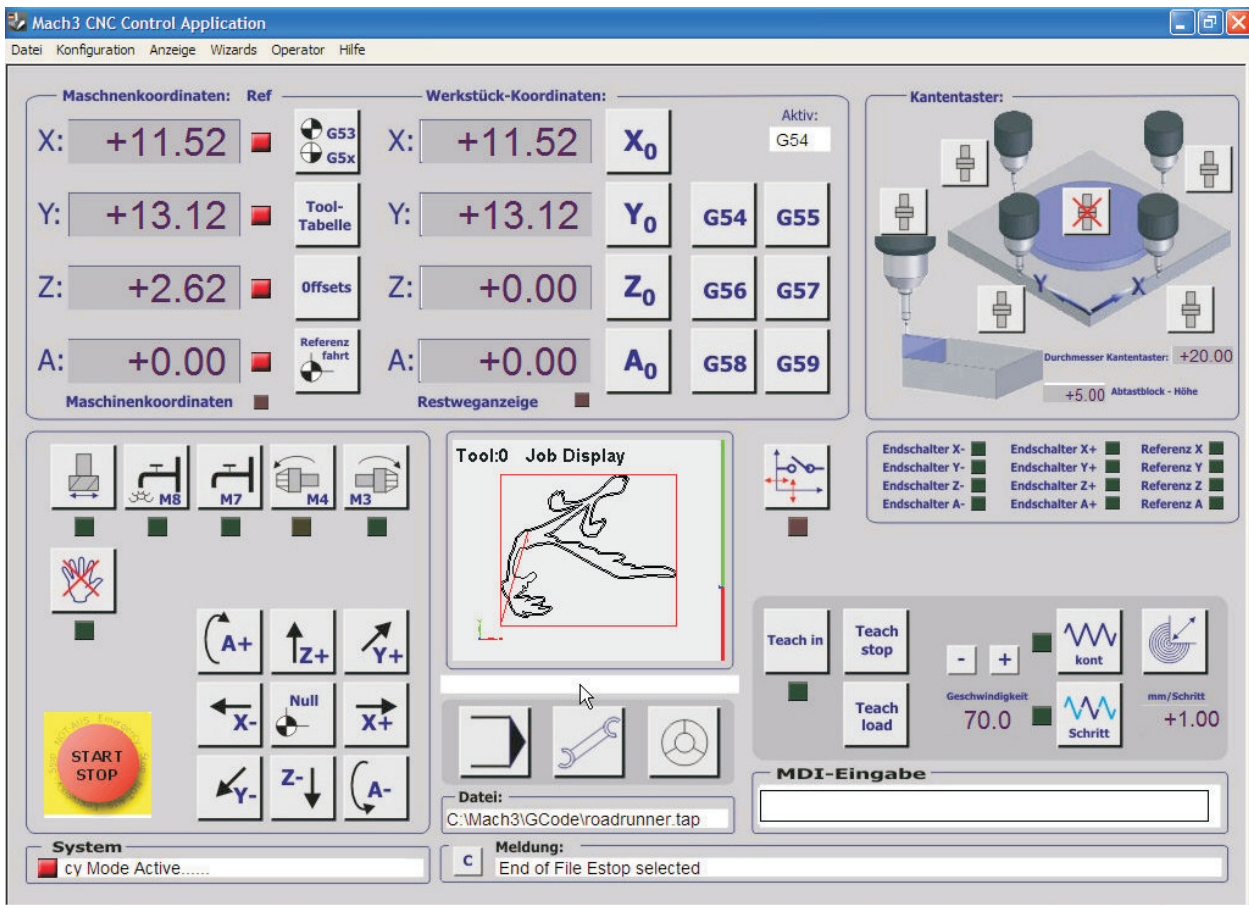 Mach3 CNC Control Application
Datei Konfiguration Anzeige Wizards Operator Hilfe
Maschnenkoordinaten: Ref
Werkstück-Koordinaten:
Kantentaster:
X: +11.52
G53
G5x
X: +11.52
X0
Aktiv:
G54
Y: +13.12
Tool-
Tabelle
Y: +13.12
Y0
G54
G55
Z: +2.62
Offsets
Z: +0.00
Z0
G56
G57
A: +0.00
Referenz
fahrt
A: +0.00
A0
G58
G59
Maschinenkoordinaten
Restweganzeige
Y
X
Durchmesser Kantentaster: +20.00
+5.00 Abtastblock - Höhe
M8
M7
M4
M3
Tool:0 Job Display
Endschalter X- Endschalter X+ Referenz X
Endschalter Y- Endschalter Y+ Referenz Y
Endschalter Z- Endschalter Z+ Referenz Z
Endschalter A- Endschalter A+ Referenz A
A+
Z+
Y+
X-
Null
X+
Y-
Z-
A-
START
STOP
Teach in
Teach
stop
Teach
load
- +
Geschwindigkeit
70.0
kont
Schritt
mm/Schritt
+1.00
MDI-Eingabe
Datei:
C:\Mach3\GCode\roadrunner.tap
System
cy Mode Active......
C
Meldung:
End of File Estop selected